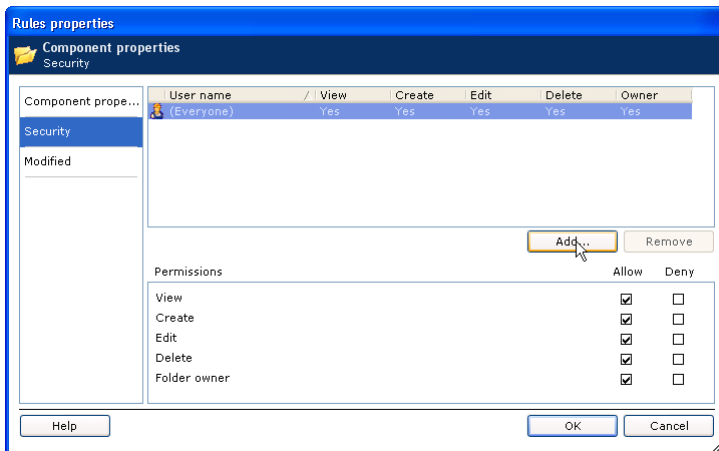 Rules properties
Component properties
Security
Component prope...
Security
Modified
User name / View Create Edit Delete Owner
(Everyone) Yes Yes Yes Yes Yes
Add... Remove
Permissions Allow Deny
View
Create
Edit
Delete
Folder owner
Help OK Cancel